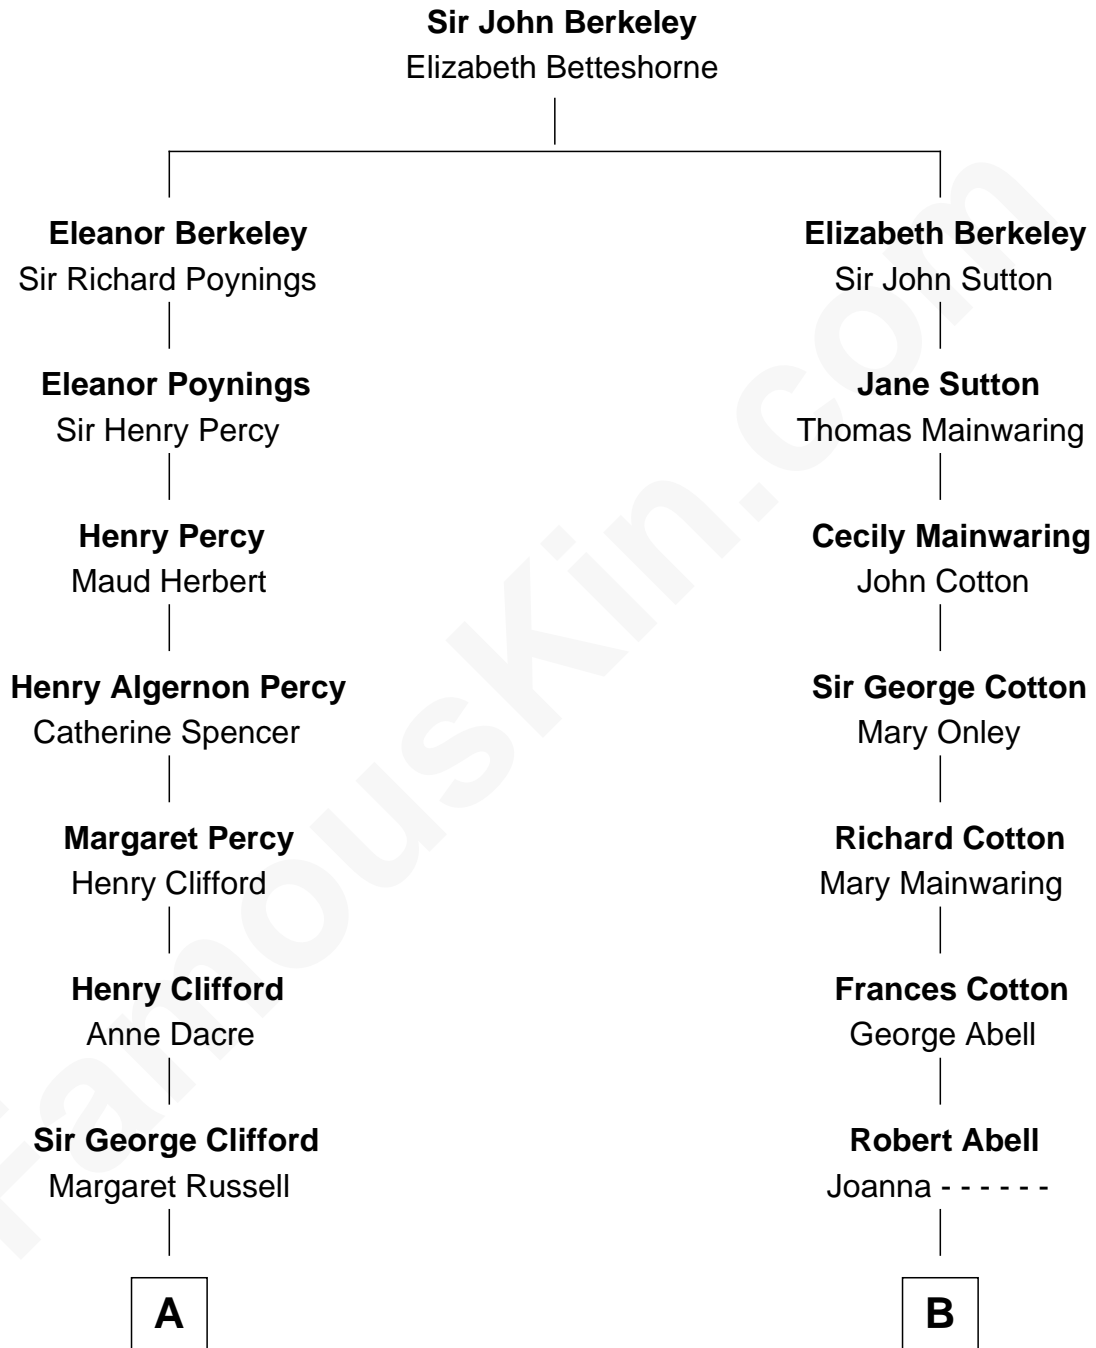 Sir John Berkeley
Elizabeth Betteshorne
Eleanor Berkeley
Sir Richard Poynings
Eleanor Poynings
Sir Henry Percy
Henry Percy
Maud Herbert
Henry Algernon Percy
Catherine Spencer
Margaret Percy
Henry Clifford
Henry Clifford
Anne Dacre
Sir George Clifford
Margaret Russell
A
Elizabeth Berkeley
Sir John Sutton
Jane Sutton
Thomas Mainwaring
Cecily Mainwaring
John Cotton
Sir George Cotton
Mary Onley
Richard Cotton
Mary Mainwaring
Frances Cotton
George Abell
Robert Abell
Joanna - - - - - -
B
FamousKin.com